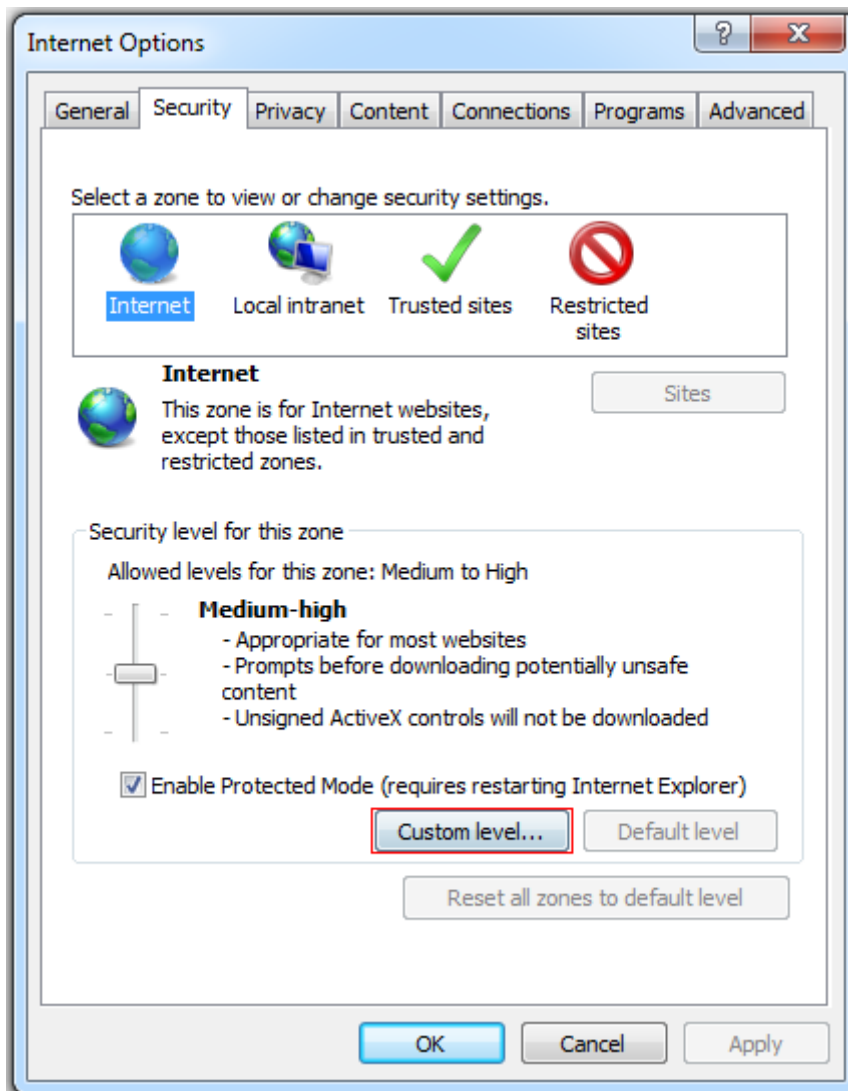 Internet Options
General Security Privacy Content Connections Programs Advanced
Select a zone to view or change security settings.
Internet Local intranet Trusted sites Restricted
sites
Internet
Sites
This zone is for Internet websites,
except those listed in trusted and
restricted zones.
Security level for this zone
Allowed levels for this zone: Medium to High
Medium-high
- Appropriate for most websites
- Prompts before downloading potentially unsafe
content
- Unsigned ActiveX controls will not be downloaded
Enable Protected Mode (requires restarting Internet Explorer)
Custom level... Default level
Reset all zones to default level
OK Cancel Apply